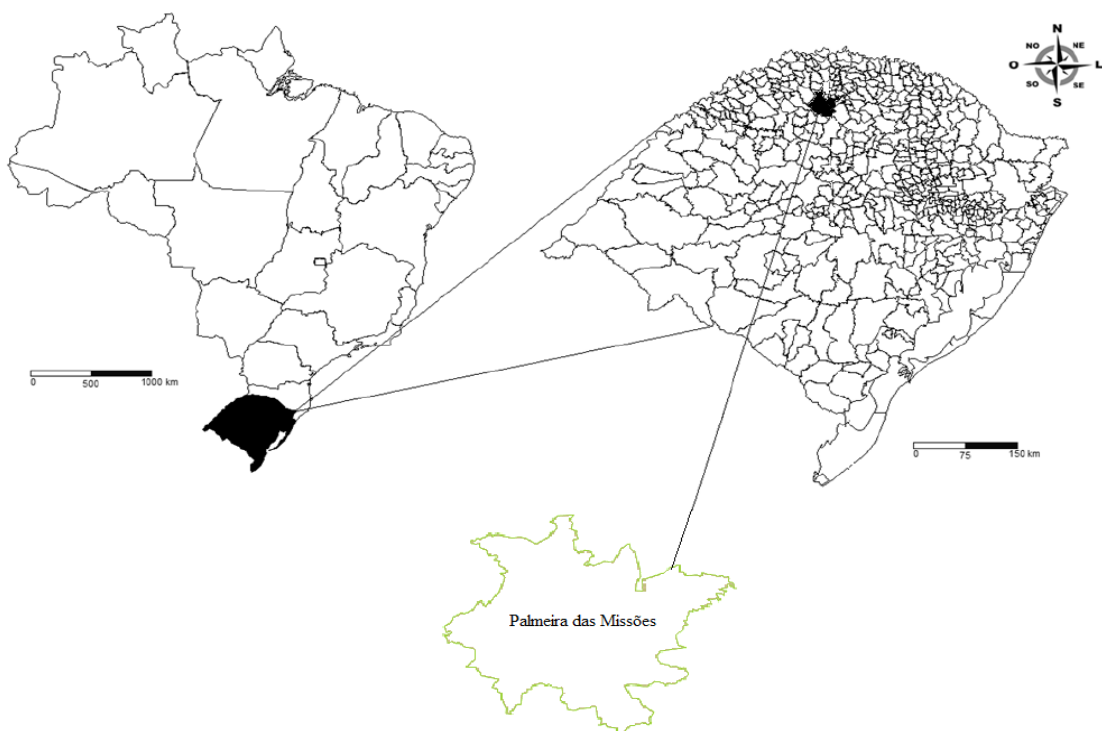 N
NO NE
O L
SO SE
S
0 500 1000 km
0 75 150 km
Palmeira das Missões